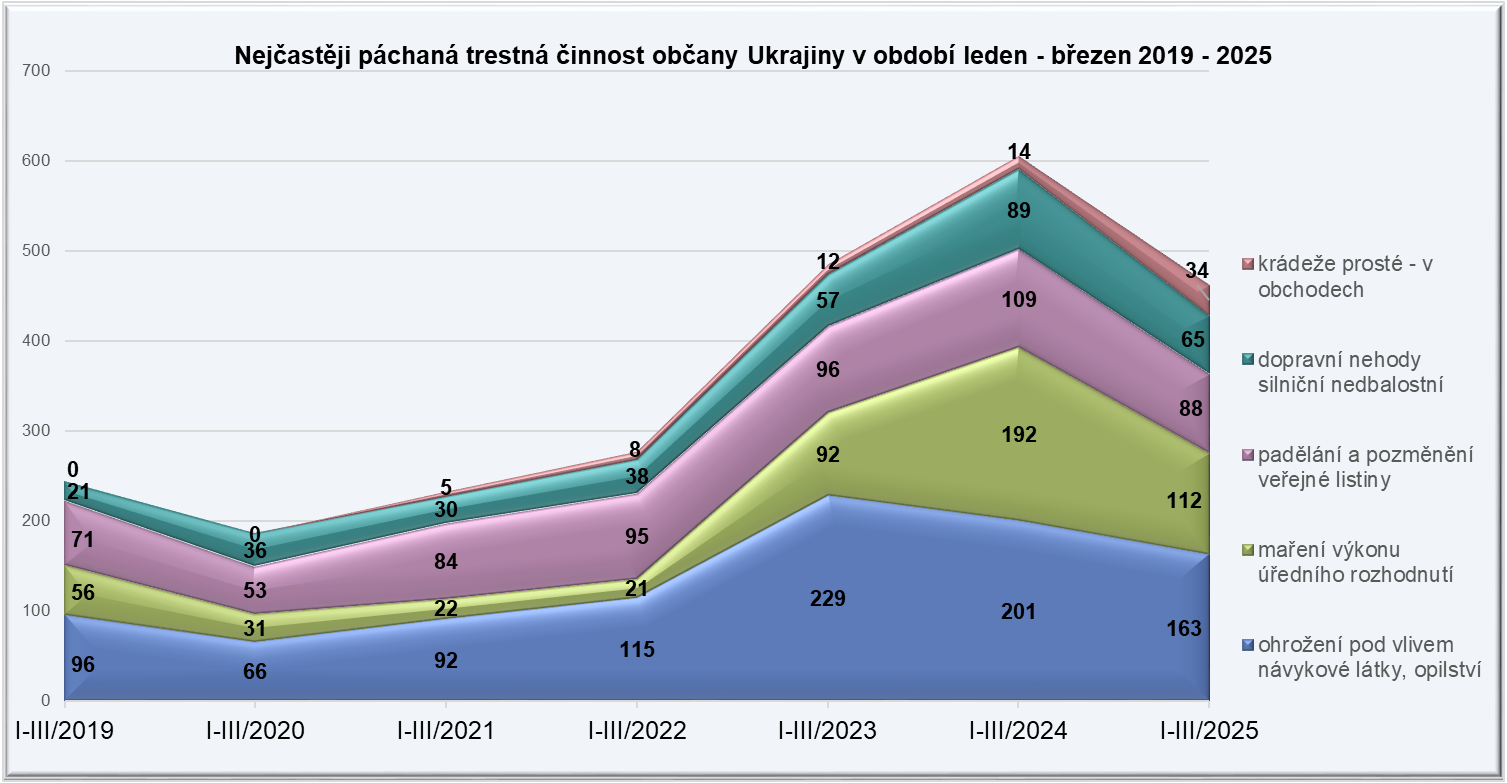 Nejčastěji páchaná trestná činnost občany Ukrajiny v období leden - březen 2019 - 2025
700
600
500
400
300
200
100
0
0
21
71
56
96
0
36
53
31
66
5
30
84
22
92
8
38
95
21
115
12
57
96
92
229
14
89
109
192
201
34
65
88
112
163
I-III/2019
I-III/2020
I-III/2021
I-III/2022
I-III/2023
I-III/2024
I-III/2025
krádeže prosté - v
obchodech
dopravní nehody
silniční nedbalostní
padělání a pozměnění
veřejné listiny
maření výkonu
úředního rozhodnutí
ohrožení pod vlivem
návykové látky, opilství